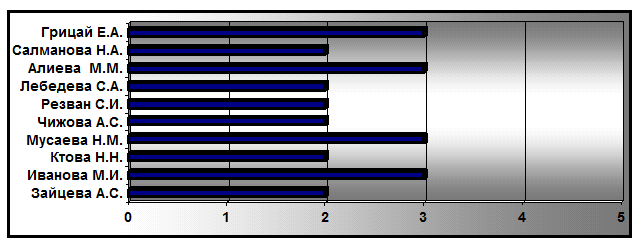 Грицай Е.А.
Салманова Н.А.
Алиева М.М.
Лебедева С.А.
Резван С.И.
Чижова А.С.
Мусаева Н.М.
Ктова Н.Н.
Иванова М.И.
Зайцева А.С.
0 1 2 3 4 5